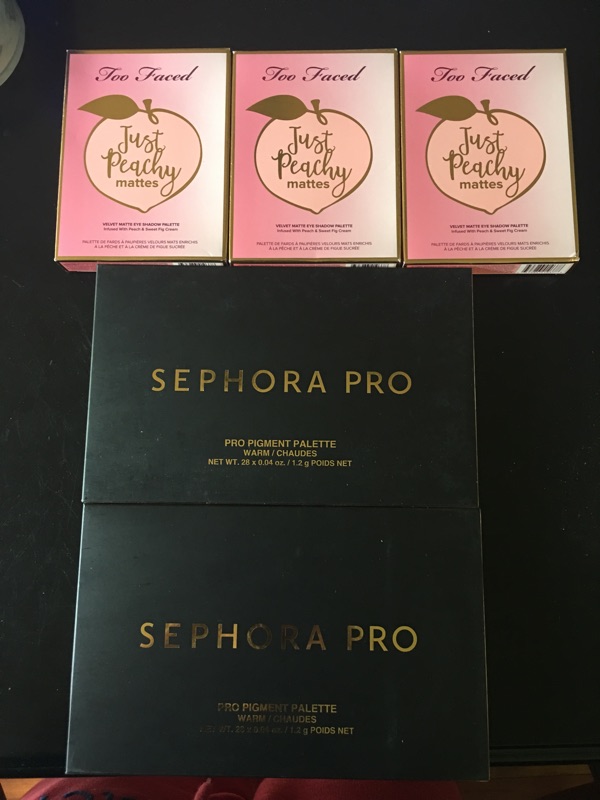 Too Faced
Just
Peachy
mattes
VELVET MATTE EYE SHADOW PALETTE
Infused With Peach & Sweet Fig Cream
PALETTE DE FARDS À PAUPIÈRES VELOURS MATS ENRICHIS
À LA PÊCHE ET À LA CRÈME DE FIGUE SUCRÉE
Too Faced
Just
Peachy
mattes
VELVET MATTE EYE SHADOW PALETTE
Infused With Peach & Sweet Fig Cream
PALETTE DE FARDS À PAUPIÈRES VELOURS MATS ENRICHIS
À LA PÊCHE ET À LA CRÈME DE FIGUE SUCRÉE
Too Faced
Just
Peachy
mattes
VELVET MATTE EYE SHADOW PALETTE
Infused With Peach & Sweet Fig Cream
PALETTE DE FARDS À PAUPIÈRES VELOURS MATS ENRICHIS
À LA PÊCHE ET À LA CRÈME DE FIGUE SUCRÉE
SEPHORA PRO
PRO PIGMENT PALETTE
WARM / CHAUDES
NET WT. 28 x 0.04 oz. / 1.2 g POIDS NET
SEPHORA PRO
PRO PIGMENT PALETTE
WARM / CHAUDES
WT. 28 x 0.04 oz. / 1.2 g POIDS NET